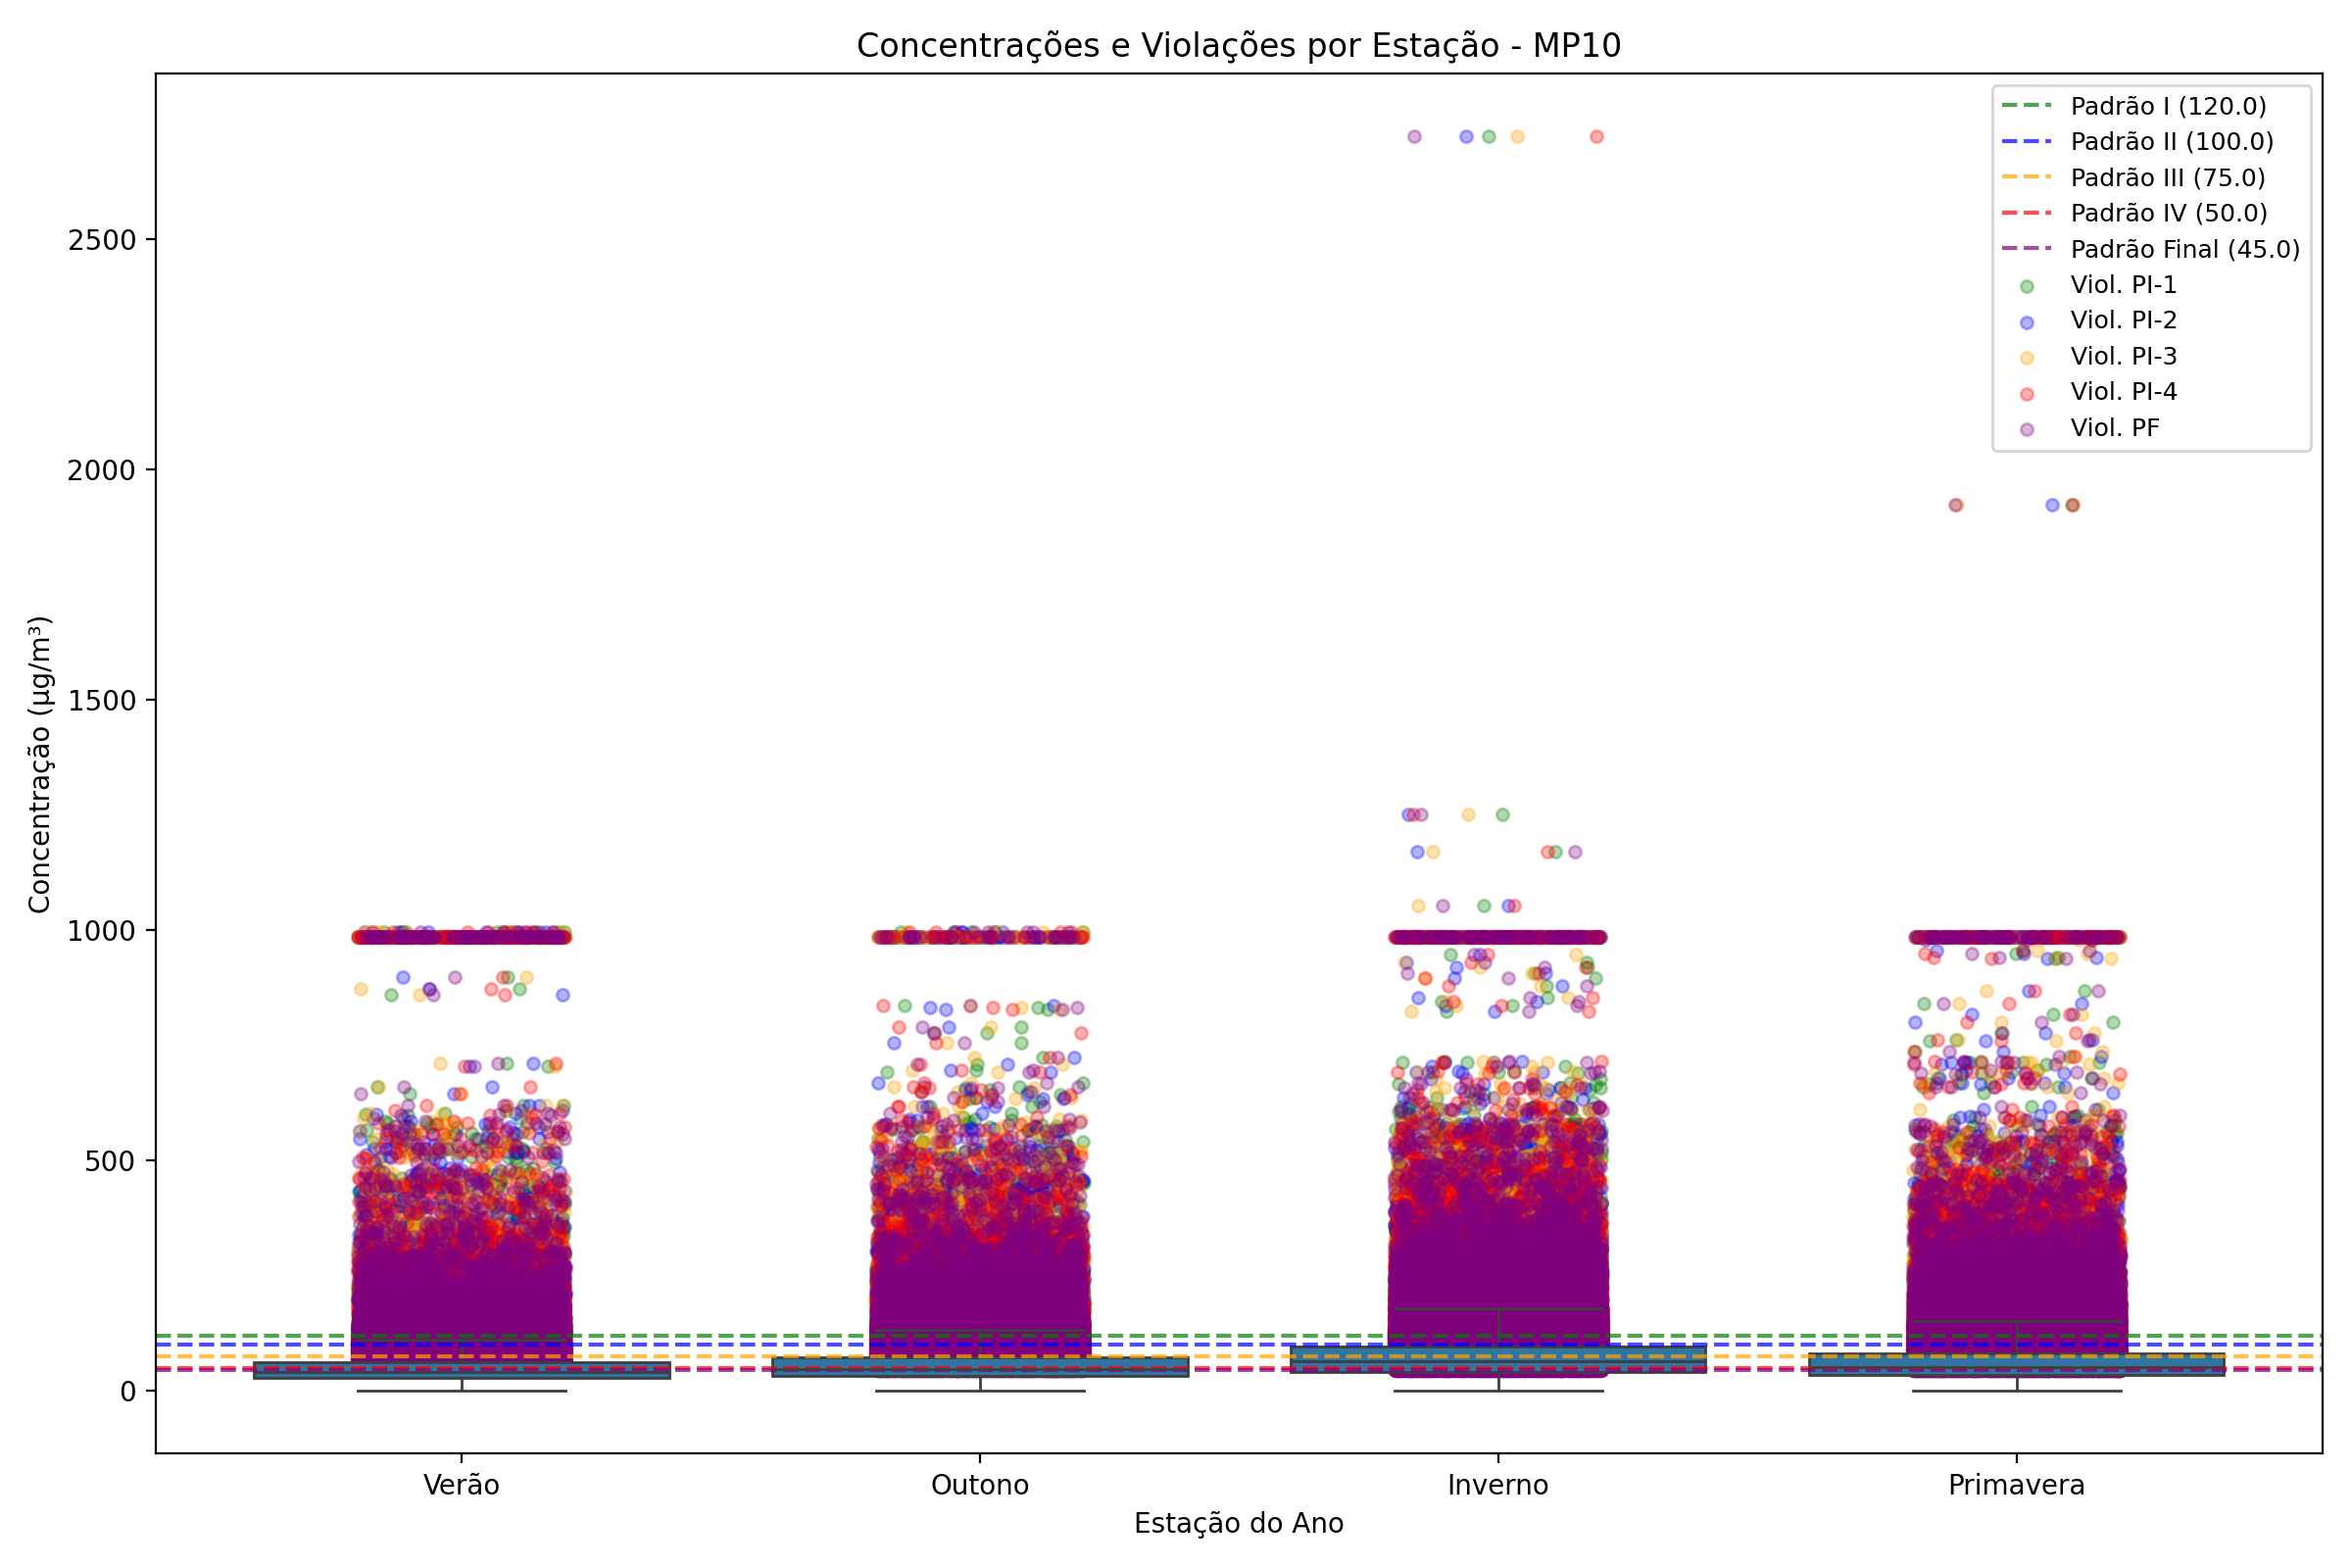 Concentrações e Violações por Estação - MP10
Padrão I (120.0)
Padrão II (100.0)
Padrão III (75.0)
Padrão IV (50.0)
Padrão Final (45.0)
Viol. PI-1
Viol. PI-2
Viol. PI-3
Viol. PI-4
Viol. PF
Concentração (µg/m³)
2500
2000
1500
1000
500
0
Verão
Outono
Inverno
Primavera
Estação do Ano